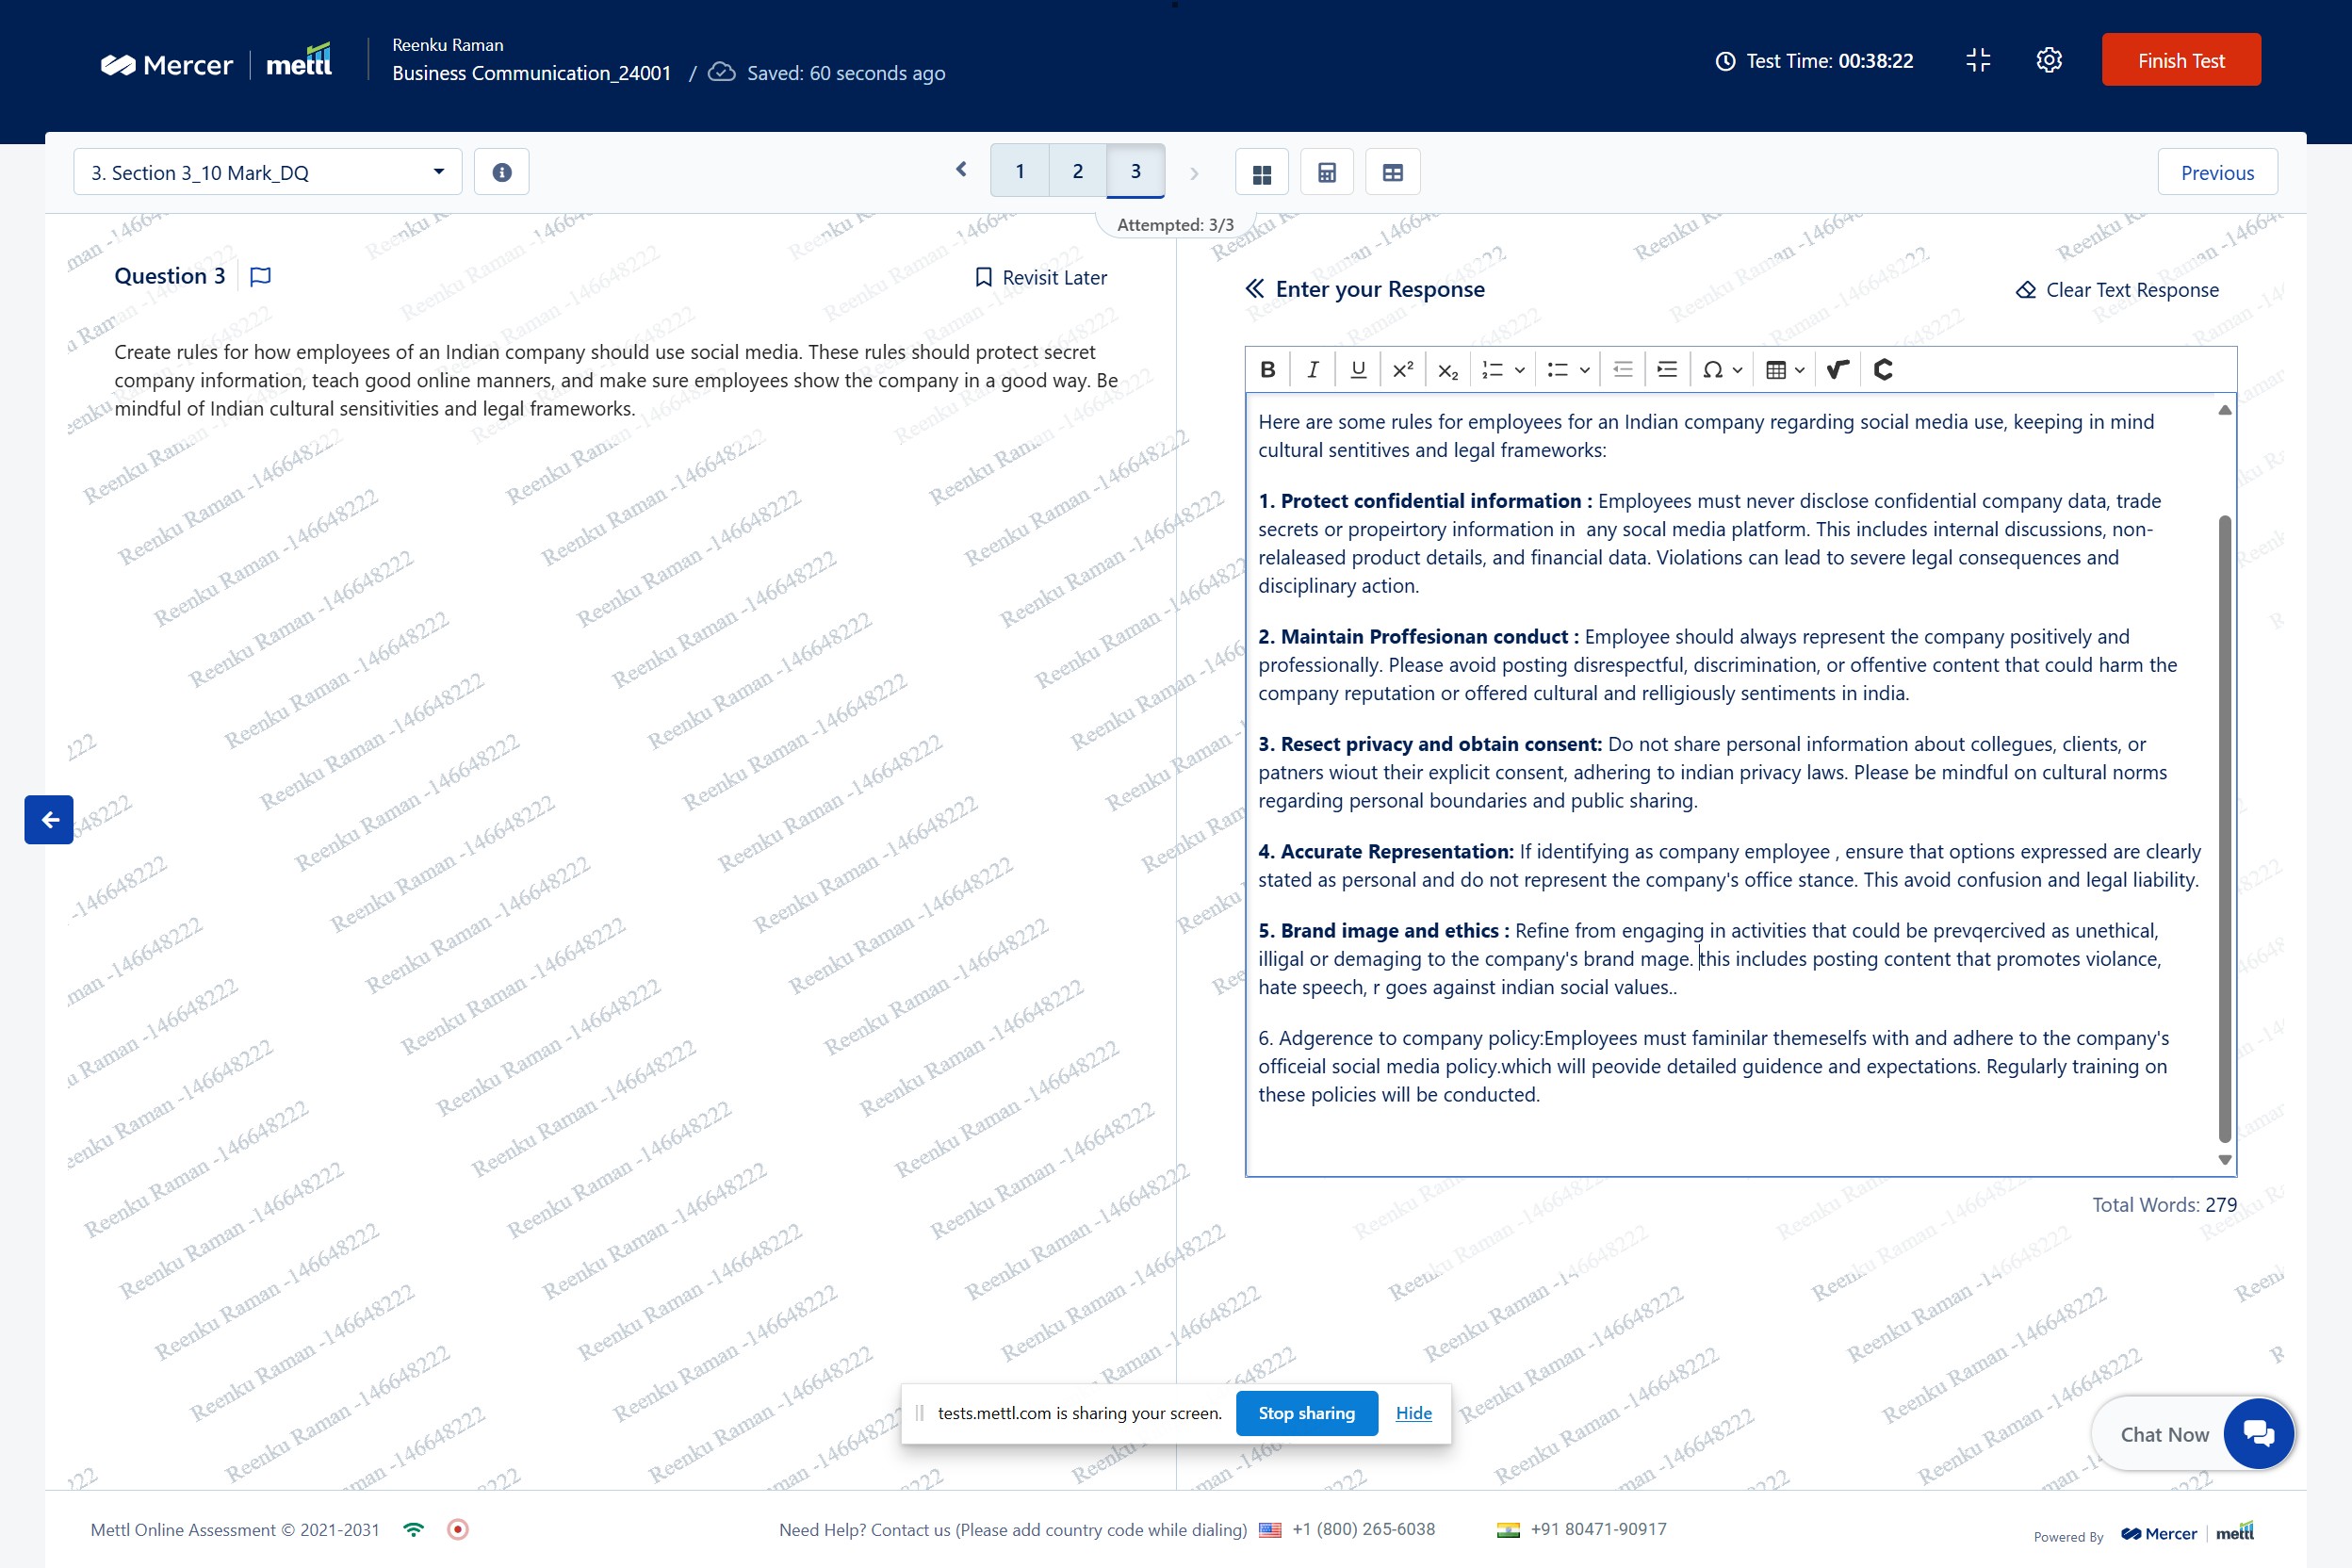 Mercer | mettl
Reenku Raman
Business Communication_24001 / Saved: 60 seconds ago
Test Time: 00:38:22
Finish Test
3. Section 3_10 Mark_DQ
1 2 3
Previous
Attempted: 3/3
Question 3
Revisit Later
Create rules for how employees of an Indian company should use social media. These rules should protect secret
company information, teach good online manners, and make sure employees show the company in a good way. Be
mindful of Indian cultural sensitivities and legal frameworks.
Enter your Response
Clear Text Response
Here are some rules for employees for an Indian company regarding social media use, keeping in mind
cultural sentitives and legal frameworks:
1. Protect confidential information : Employees must never disclose confidential company data, trade
secrets or propeirtory information in  any socal media platform. This includes internal discussions, non-
relaleased product details, and financial data. Violations can lead to severe legal consequences and
disciplinary action.
2. Maintain Proffesionan conduct : Employee should always represent the company positively and
professionally. Please avoid posting disrespectful, discrimination, or offentive content that could harm the
company reputation or offered cultural and relligiously sentiments in india.
3. Resect privacy and obtain consent: Do not share personal information about collegues, clients, or
patners wiout their explicit consent, adhering to indian privacy laws. Please be mindful on cultural norms
regarding personal boundaries and public sharing.
4. Accurate Representation: If identifying as company employee , ensure that options expressed are clearly
stated as personal and do not represent the company's office stance. This avoid confusion and legal liability.
5. Brand image and ethics : Refine from engaging in activities that could be prevqercived as unethical,
illigal or demaging to the company's brand mage. this includes posting content that promotes violance,
hate speech, r goes against indian social values..
6. Adgerence to company policy:Employees must faminilar themeselfs with and adhere to the company's
officeial social media policy.which will peovide detailed guidence and expectations. Regularly training on
these policies will be conducted.
Total Words: 279
Reenku Raman -146648222
tests.mettl.com is sharing your screen.
Stop sharing
Hide
Chat Now
Mettl Online Assessment © 2021-2031
Need Help? Contact us (Please add country code while dialing) +1 (800) 265-6038 +91 80471-90917
Powered By Mercer | mettl